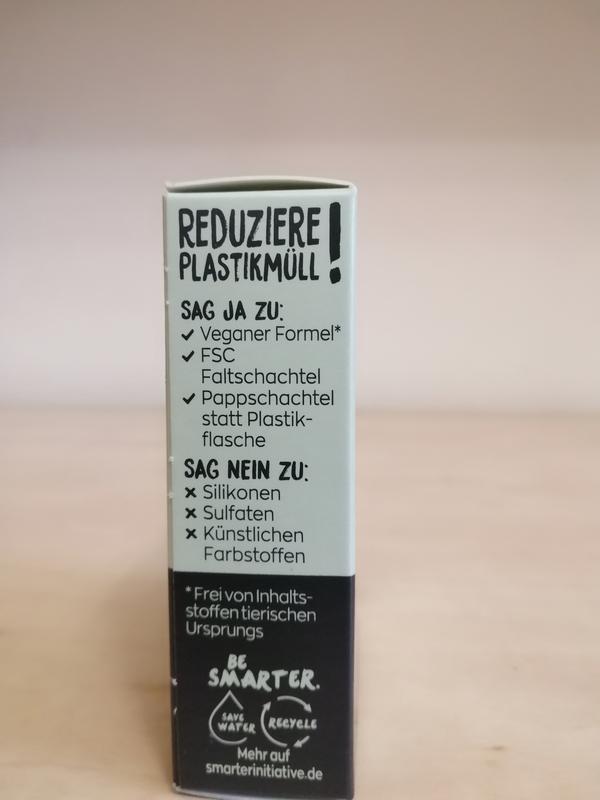 REDUZIERE
PLASTIKMÜLL!
SAG JA ZU:
✓ Veganer Formel*
✓ FSC
Faltschachtel
✓ Pappschachtel
statt Plastik-
flasche
SAG NEIN ZU:
× Silikonen
× Sulfaten
× Künstlichen
Farbstoffen
* Frei von Inhalts-
stoffen tierischen
Ursprungs
BE
SMARTER.
SAVE
WATER
RECYCLE
Mehr auf
smarterinitiative.de